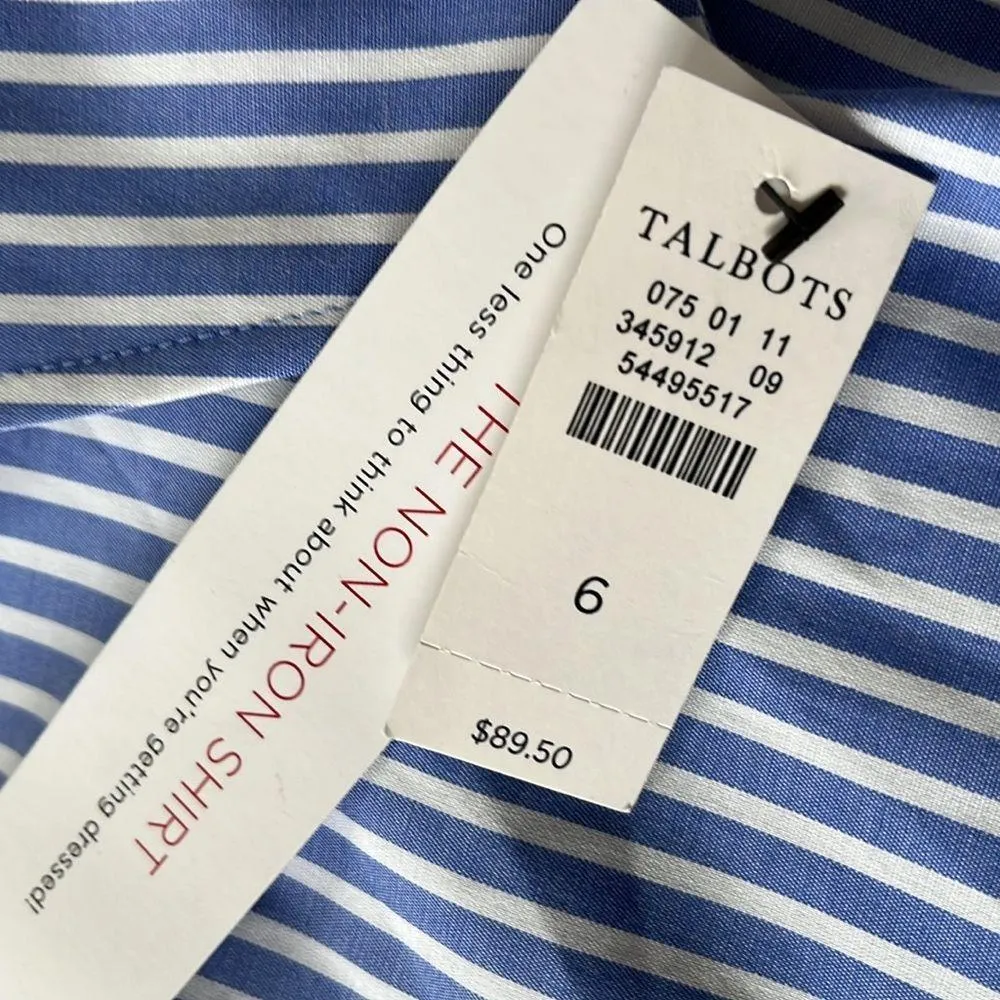 TALBOTS
075 01 11
345912 09
54495517
6
$89.50
THE NON-IRON SHIRT
One less thing to think about when you're getting dressed!